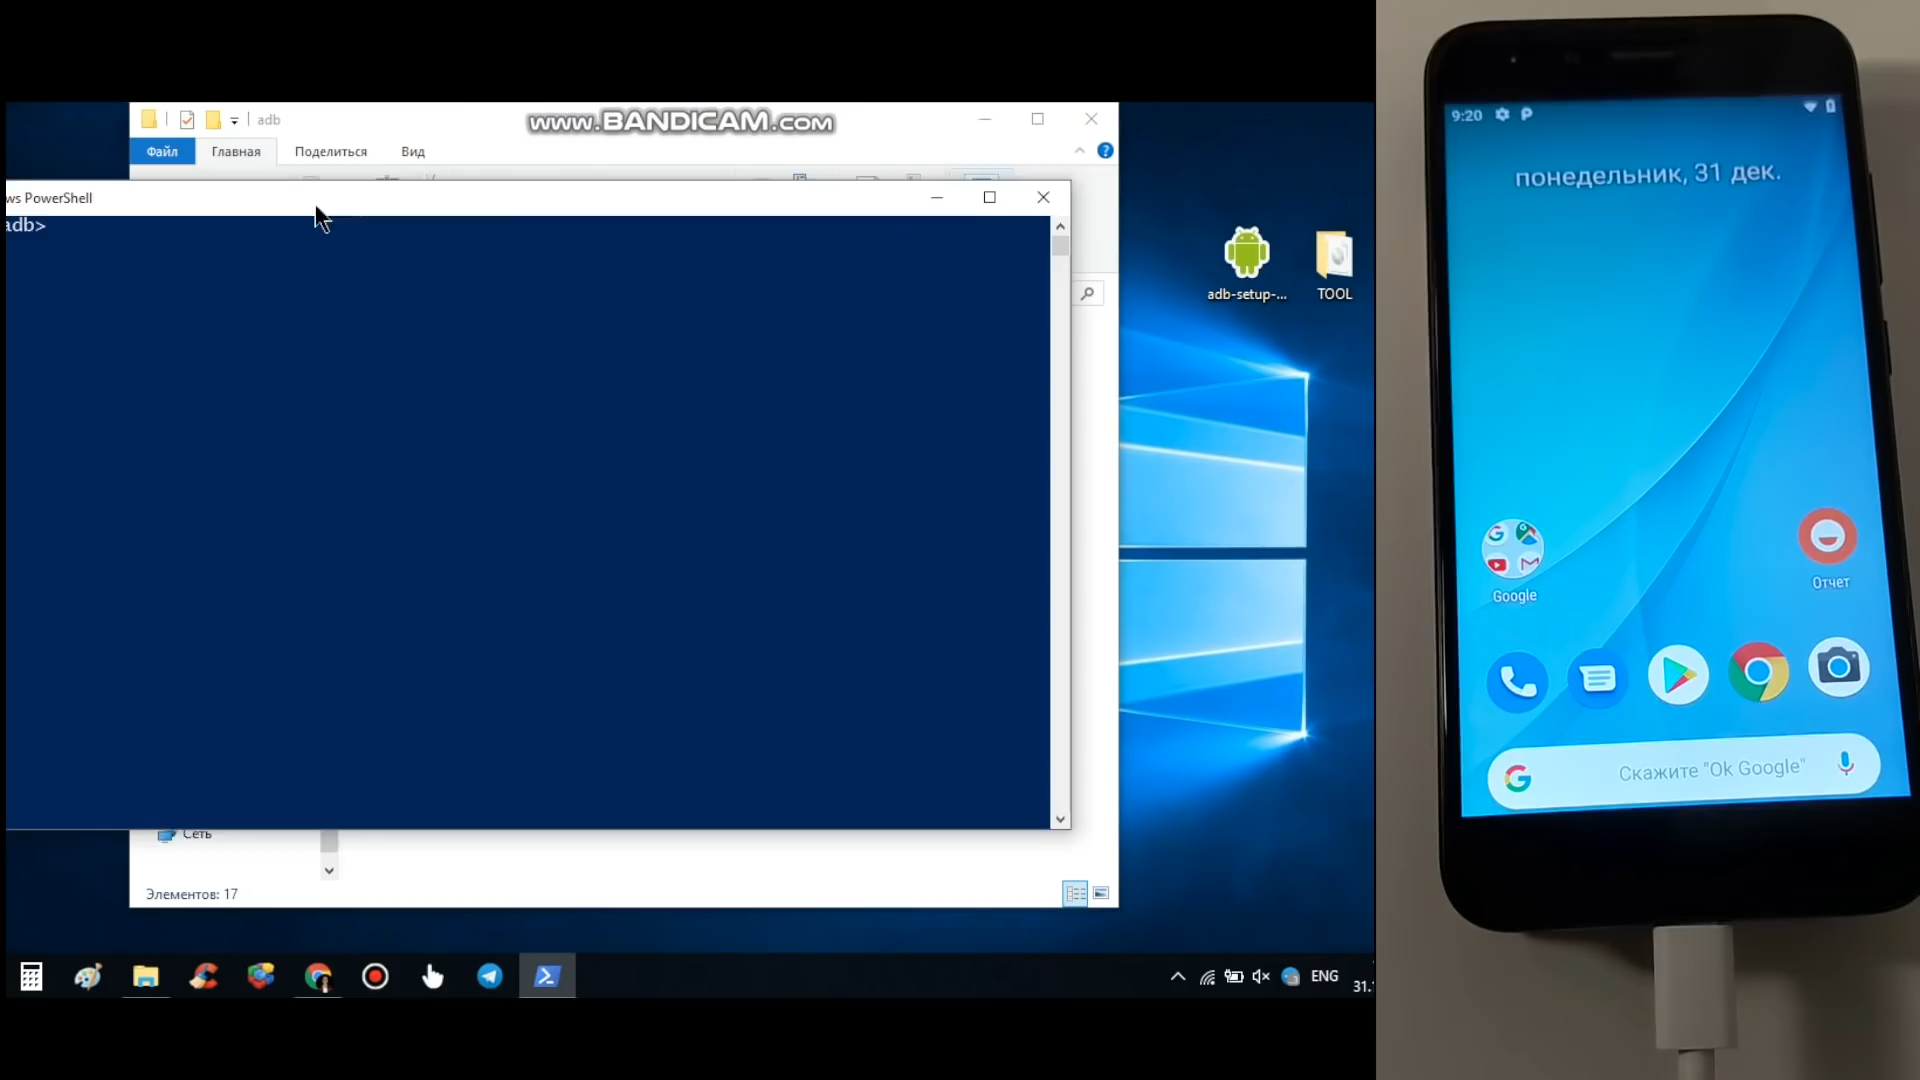 adb
www.BANDICAM.com
Файл
Главная
Поделиться
Вид
ws PowerShell
adb>
adb-setup-...
TOOL
Сеть
Элементов: 17
ENG
31.
9:20
понедельник, 31 дек.
Google
Отчет
Скажите "Ok Google"